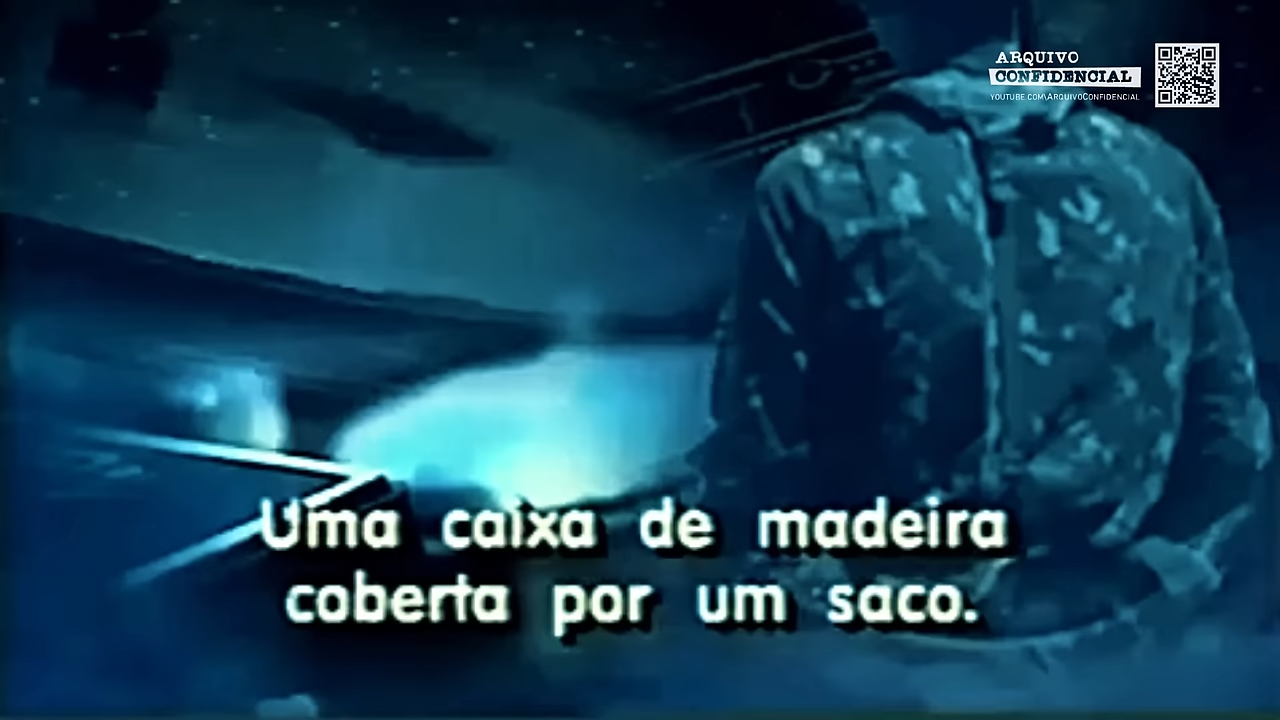 ARQUIVO
CONFIDENCIAL
YOUTUBE.COM\ARQUIVOCONFIDENCIAL
Uma caixa de madeira
coberta por um saco.